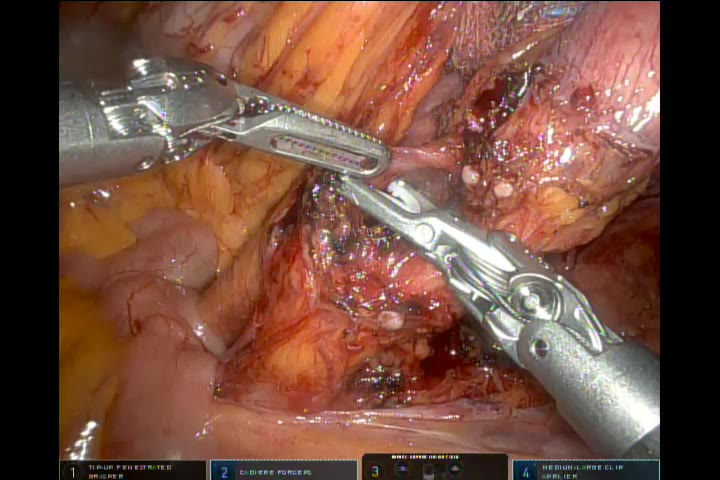 1 TIP-UP FENESTRATED GRASPER
2 CADIERE FORCEPS
3
4 MEDIUM-LARGE CLIP APPLIER